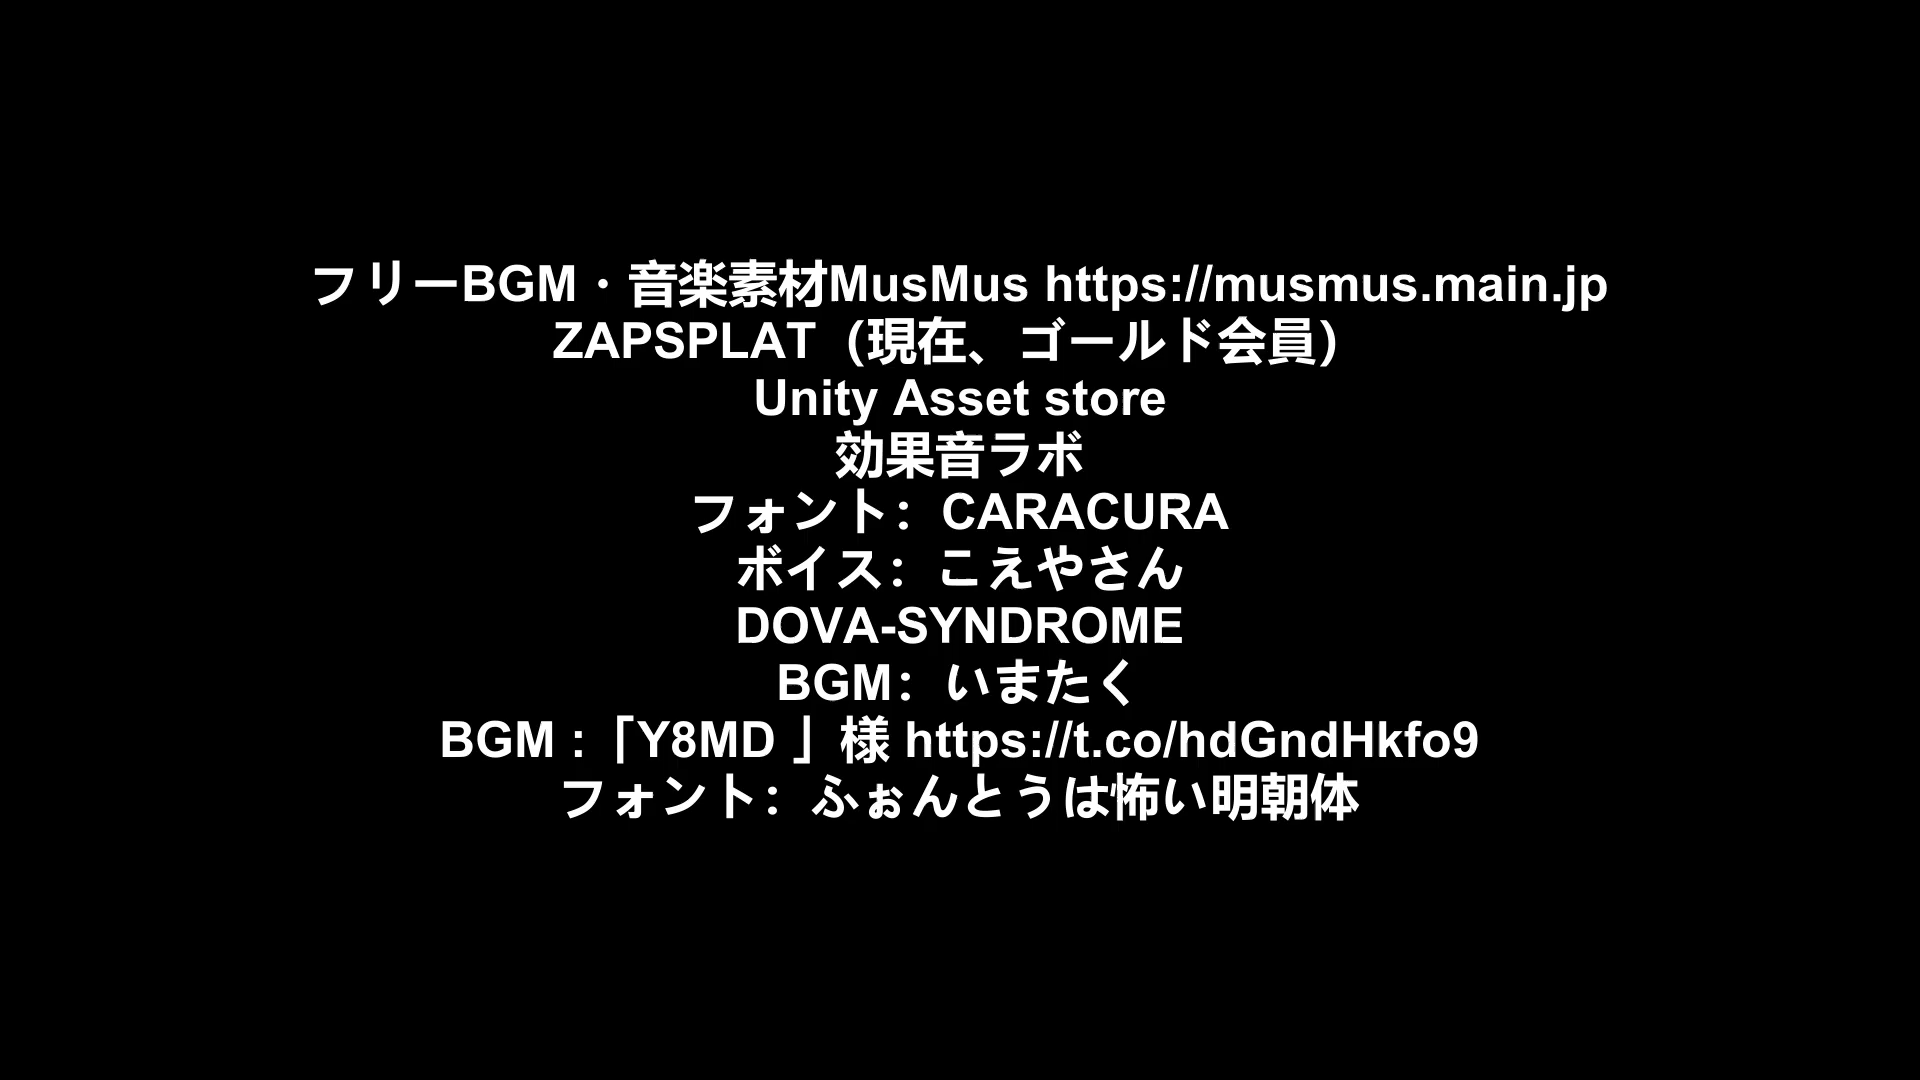 フリーBGM・音楽素材MusMus https://musmus.main.jp
ZAPSPLAT（現在、ゴールド会員）
Unity Asset store
効果音ラボ
フォント：CARACURA
ボイス：こえやさん
DOVA-SYNDROME
BGM：いまたく
BGM :「Y8MD 」様 https://t.co/hdGndHkfo9
フォント：ふぉんとうは怖い明朝体